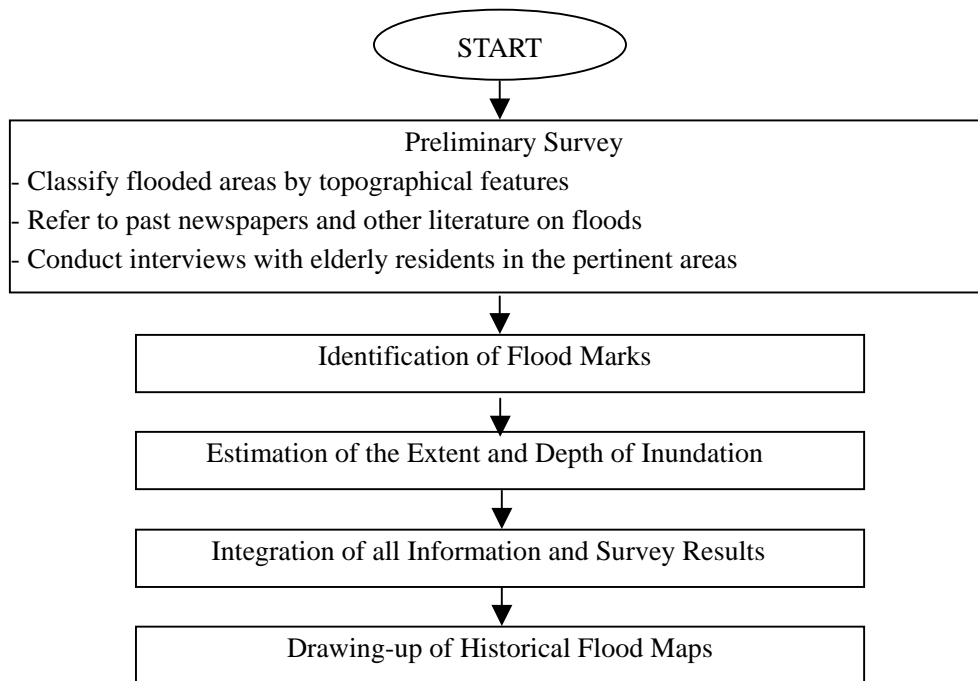 START
Preliminary Survey
- Classify flooded areas by topographical features
- Refer to past newspapers and other literature on floods
- Conduct interviews with elderly residents in the pertinent areas
Identification of Flood Marks
Estimation of the Extent and Depth of Inundation
Integration of all Information and Survey Results
Drawing-up of Historical Flood Maps